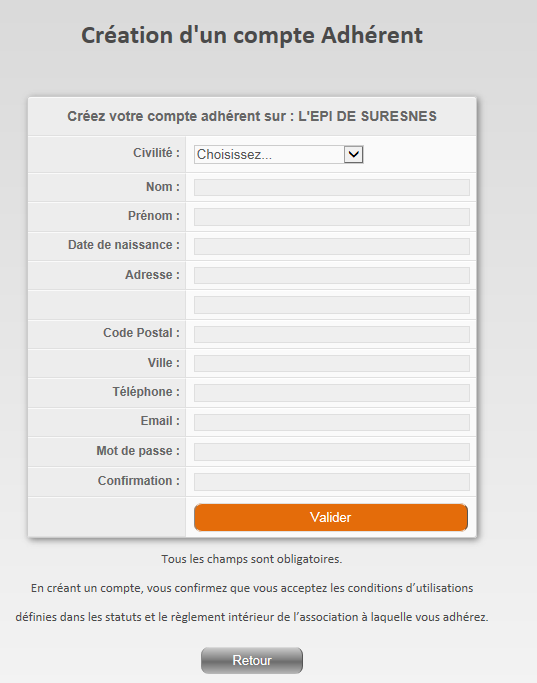 Création d'un compte Adhérent
Créez votre compte adhérent sur : L'EPI DE SURESNES
Civilité : Choisissez...
Nom :
Prénom :
Date de naissance :
Adresse :
Code Postal :
Ville :
Téléphone :
Email :
Mot de passe :
Confirmation :
Valider
Tous les champs sont obligatoires.
En créant un compte, vous confirmez que vous acceptez les conditions d’utilisations
définies dans les statuts et le règlement intérieur de l’association à laquelle vous adhérez.
Retour